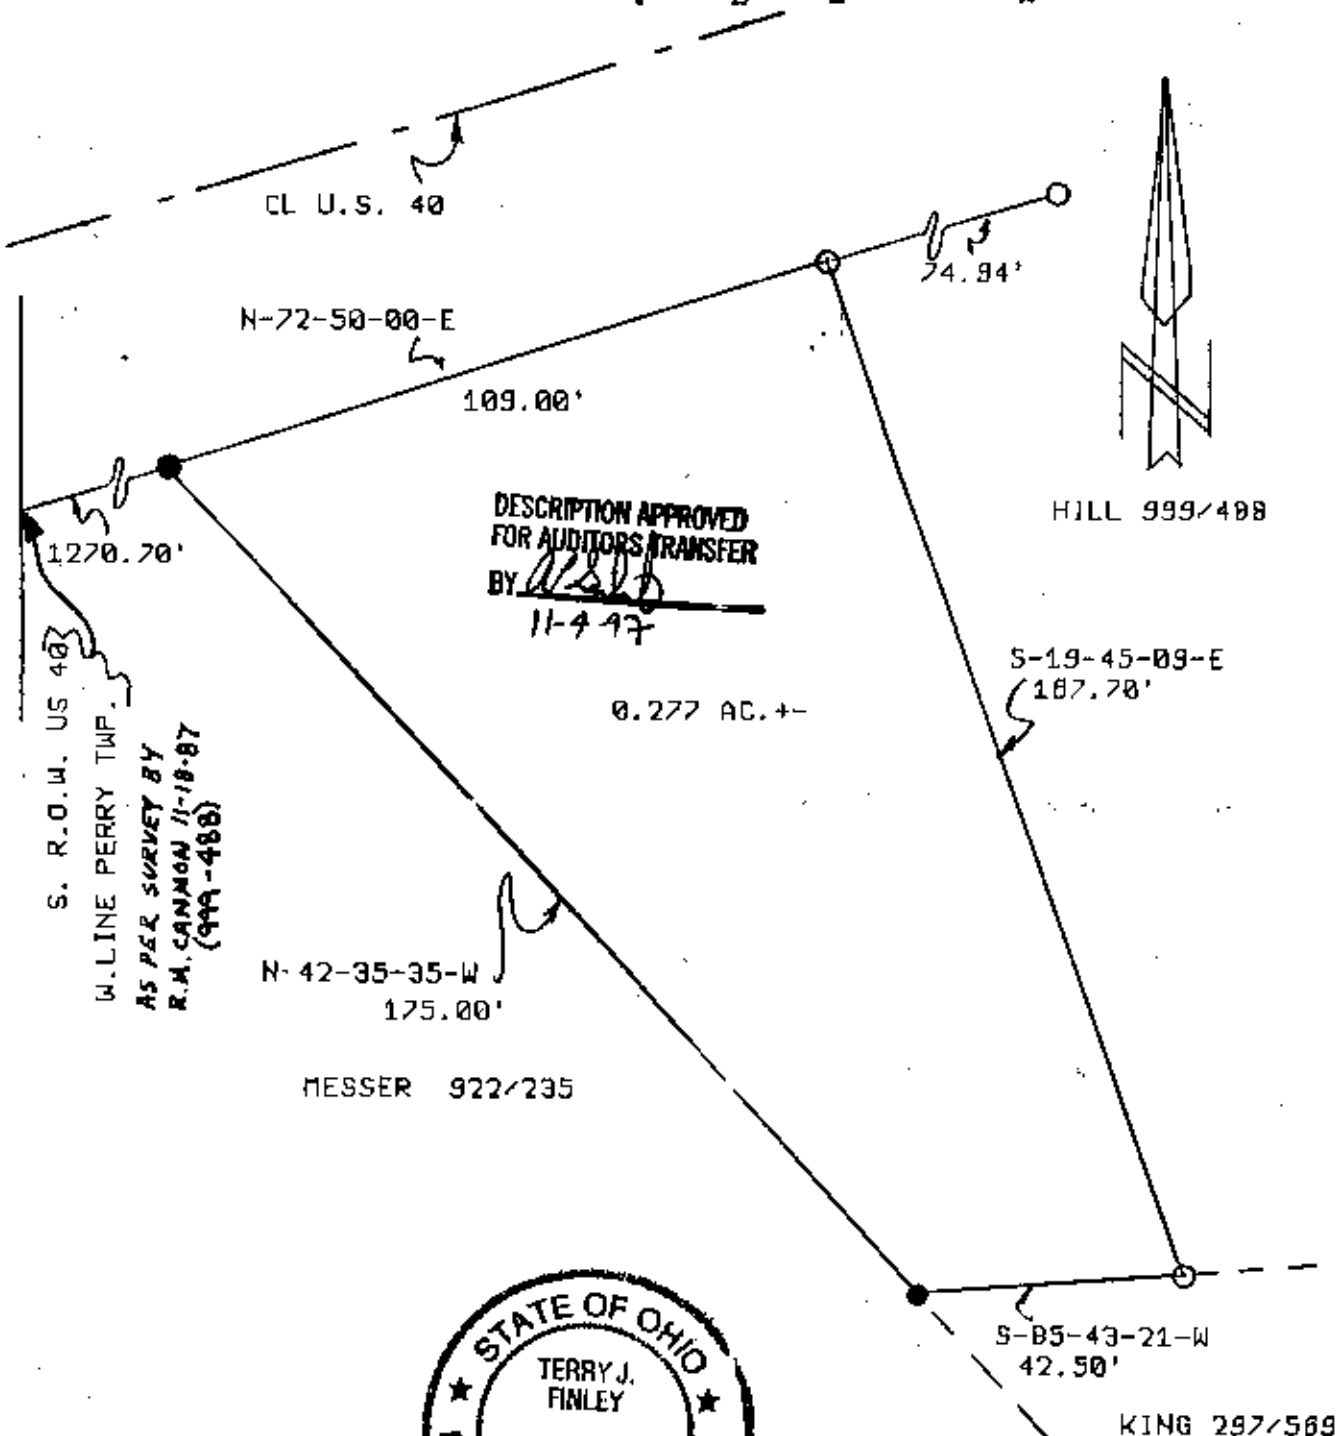 CL U.S. 40
74.94'
N-72-50-00-E
109.00'
1270.70'
HILL 999/488
DESCRIPTION APPROVED
FOR AUDITORS TRANSFER
BY
11-4-97
S-19-45-09-E
167.70'
0.277 AC.+-
S. R.O.W. US 40
W.LINE PERRY TWP.
AS PER SURVEY BY
R.M. CANNON 11-18-87
(999-488)
N-42-35-35-W
175.00'
MESSER 922/235
STATE OF OHIO
TERRY J.
FINLEY
S-85-43-21-W
42.50'
KING 297/569
N